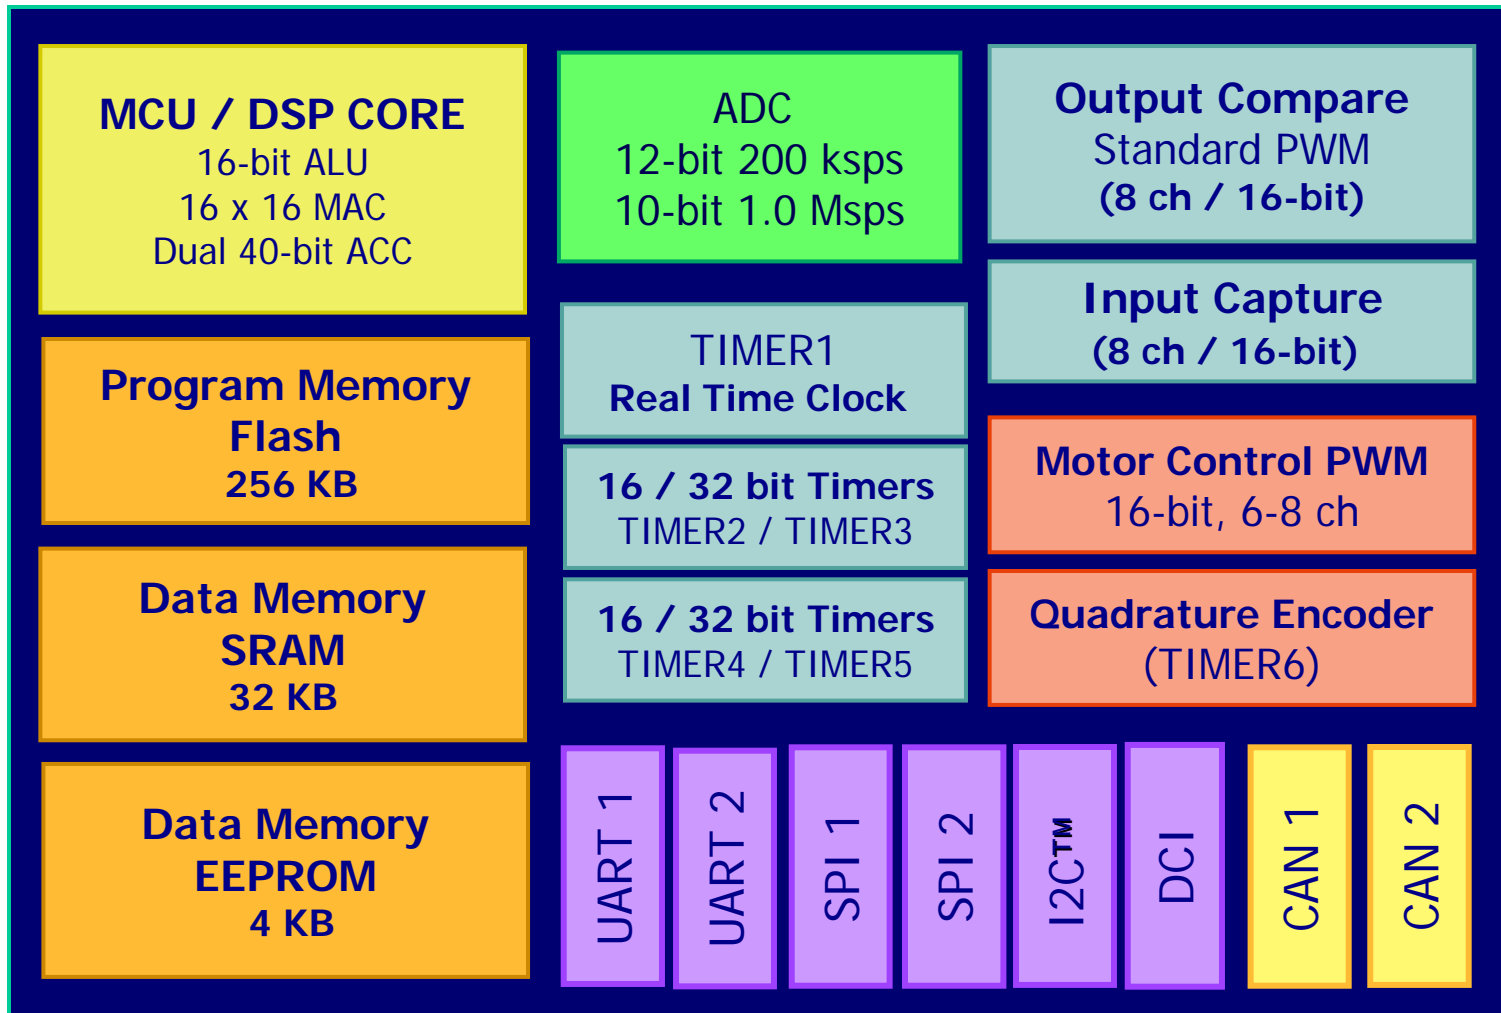 MCU / DSP CORE
16-bit ALU
16 x 16 MAC
Dual 40-bit ACC
Program Memory
Flash
256 KB
Data Memory
SRAM
32 KB
Data Memory
EEPROM
4 KB
ADC
12-bit 200 ksps
10-bit 1.0 Msps
TIMER1
Real Time Clock
16 / 32 bit Timers
TIMER2 / TIMER3
16 / 32 bit Timers
TIMER4 / TIMER5
Output Compare
Standard PWM
(8 ch / 16-bit)
Input Capture
(8 ch / 16-bit)
Motor Control PWM
16-bit, 6-8 ch
Quadrature Encoder
(TIMER6)
UART 1
UART 2
SPI 1
SPI 2
I2C™
DCI
CAN 1
CAN 2